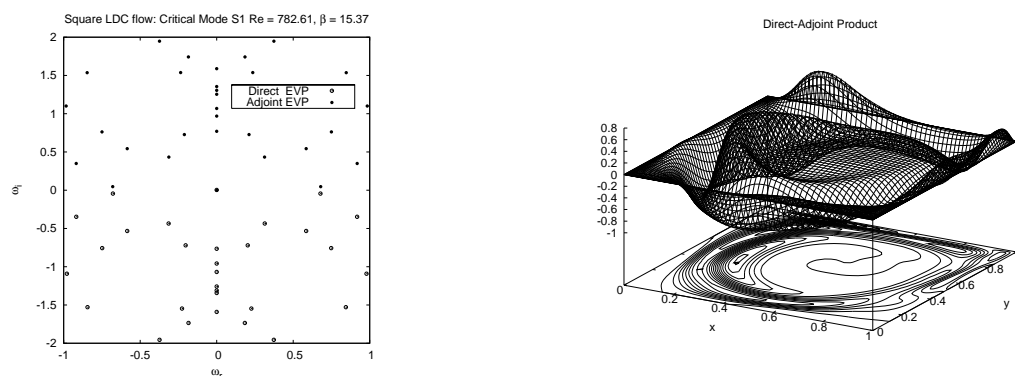 Square LDC flow: Critical Mode S1 Re = 782.61, β = 15.37
2
1.5
1
0.5
0
-0.5
-1
-1.5
-2
ωi
Direct EVP
Adjoint EVP
-1 -0.5 0 0.5 1
ωr
Direct-Adjoint Product
0.8
0.6
0.4
0.2
0
-0.2
-0.4
-0.6
-0.8
-1
0 0.2 0.4 0.6 0.8 1
x
0 0.2 0.4 0.6 0.8
y